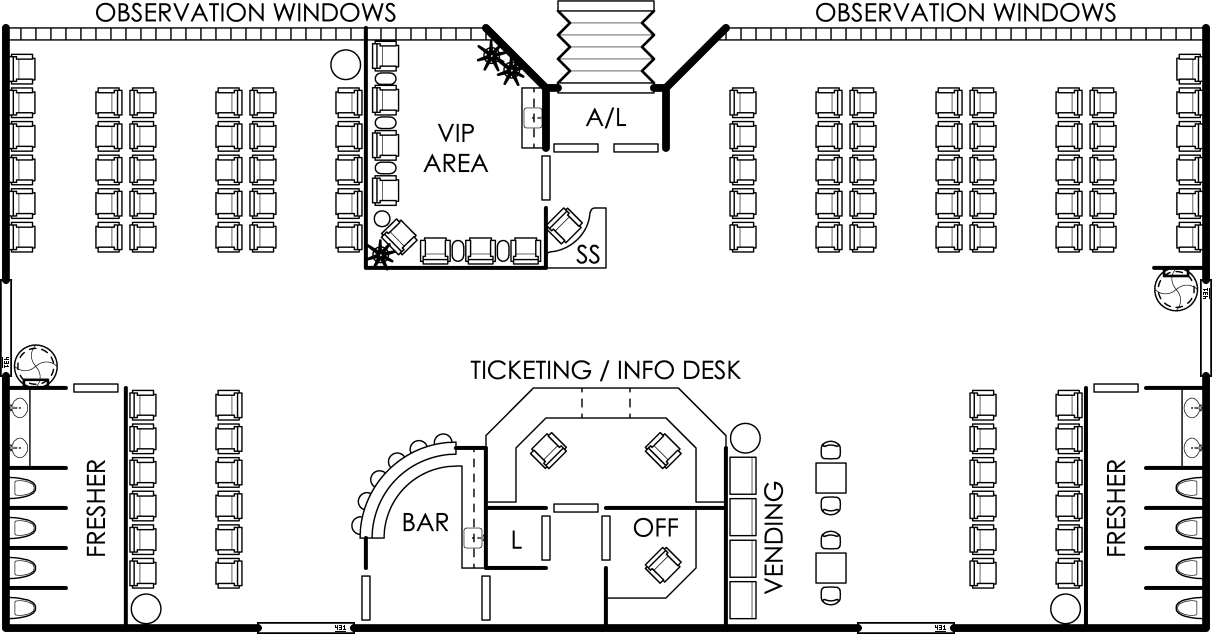 OBSERVATION WINDOWS
OBSERVATION WINDOWS
A/L
VIP
AREA
SS
TICKETING / INFO DESK
FRESHER
BAR
L
OFF
VENDING
FRESHER